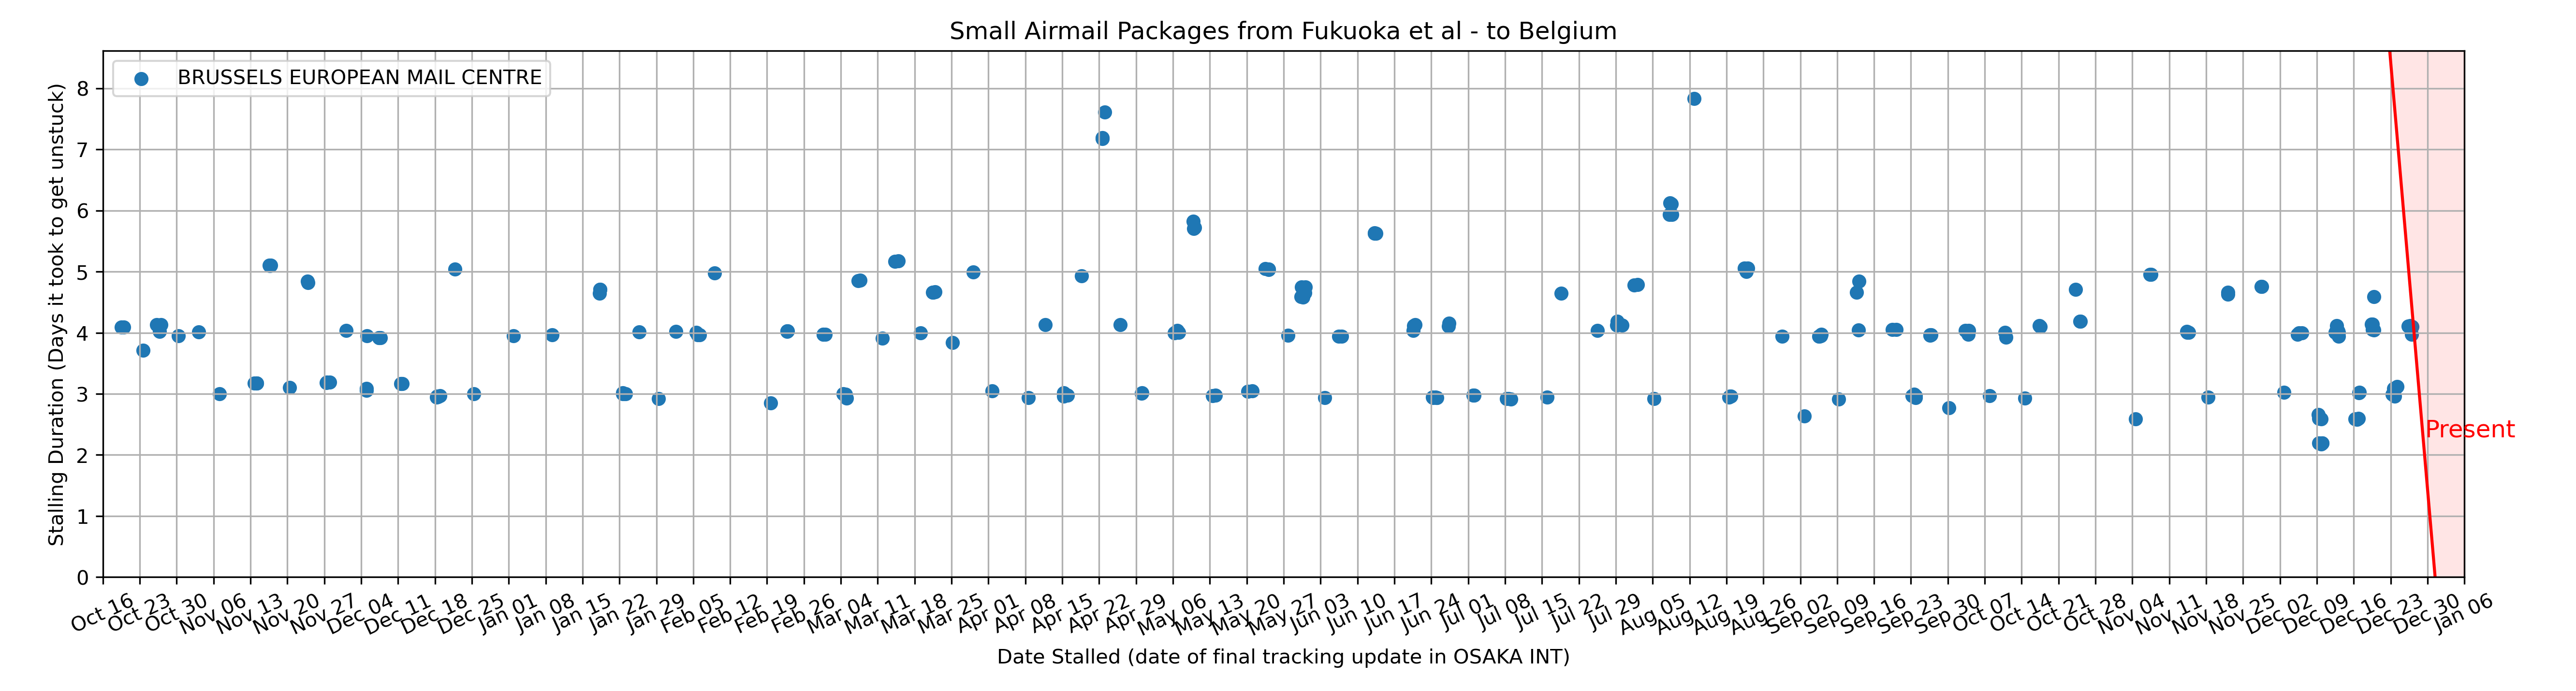 Small Airmail Packages from Fukuoka et al - to Belgium
BRUSSELS EUROPEAN MAIL CENTRE
Stalling Duration (Days it took to get unstuck)
8
7
6
5
4
3
2
1
0
Present
Oct 16
Oct 23
Oct 30
Nov 06
Nov 13
Nov 20
Nov 27
Dec 04
Dec 11
Dec 18
Dec 25
Jan 01
Jan 08
Jan 15
Jan 22
Jan 29
Feb 05
Feb 12
Feb 19
Feb 26
Mar 04
Mar 11
Mar 18
Mar 25
Apr 01
Apr 08
Apr 15
Apr 22
Apr 29
May 06
May 13
May 20
May 27
Jun 03
Jun 10
Jun 17
Jun 24
Jul 01
Jul 08
Jul 15
Jul 22
Jul 29
Aug 05
Aug 12
Aug 19
Aug 26
Sep 02
Sep 09
Sep 16
Sep 23
Sep 30
Oct 07
Oct 14
Oct 21
Oct 28
Nov 04
Nov 11
Nov 18
Nov 25
Dec 02
Dec 09
Dec 16
Dec 23
Dec 30
Jan 06
Date Stalled (date of final tracking update in OSAKA INT)